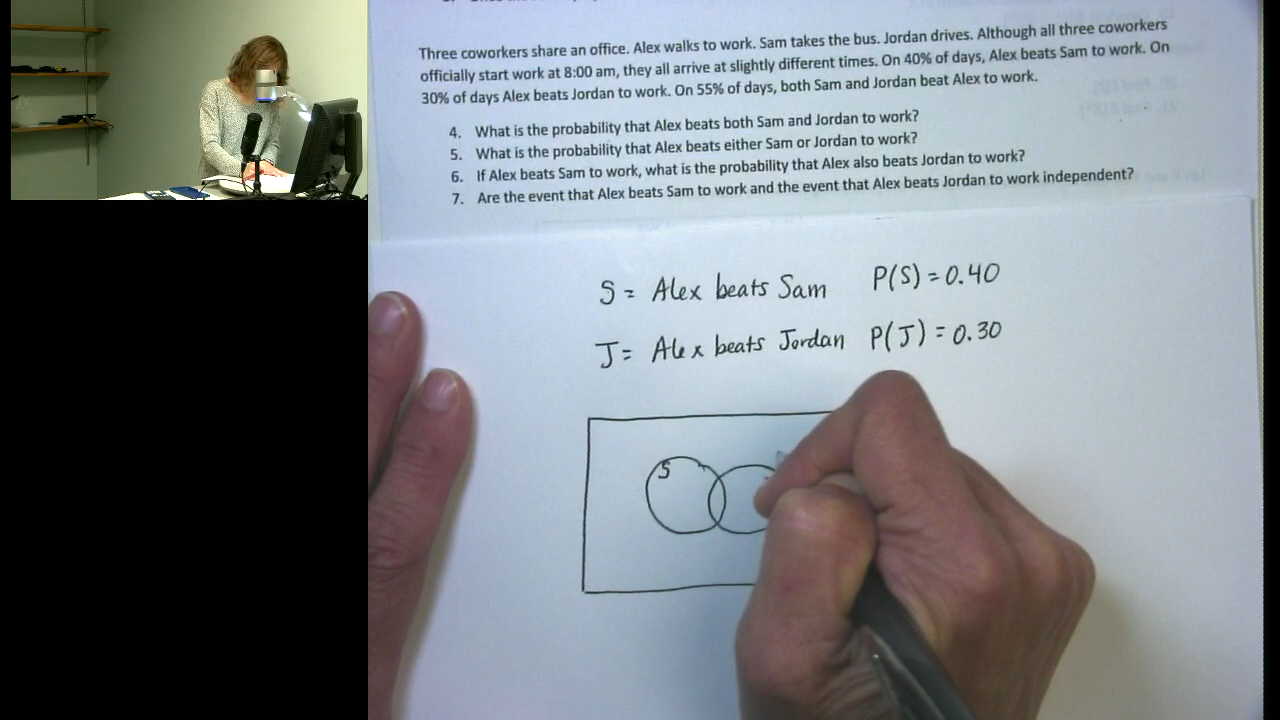 Three coworkers share an office. Alex walks to work. Sam takes the bus. Jordan drives. Although all three coworkers
officially start work at 8:00 am, they all arrive at slightly different times. On 40% of days, Alex beats Sam to work. On
30% of days Alex beats Jordan to work. On 55% of days, both Sam and Jordan beat Alex to work.
4. What is the probability that Alex beats both Sam and Jordan to work?
5. What is the probability that Alex beats either Sam or Jordan to work?
6. If Alex beats Sam to work, what is the probability that Alex also beats Jordan to work?
7. Are the event that Alex beats Sam to work and the event that Alex beats Jordan to work independent?
S = Alex beats Sam P(S) = 0.40
J = Alex beats Jordan P(J) = 0.30
S